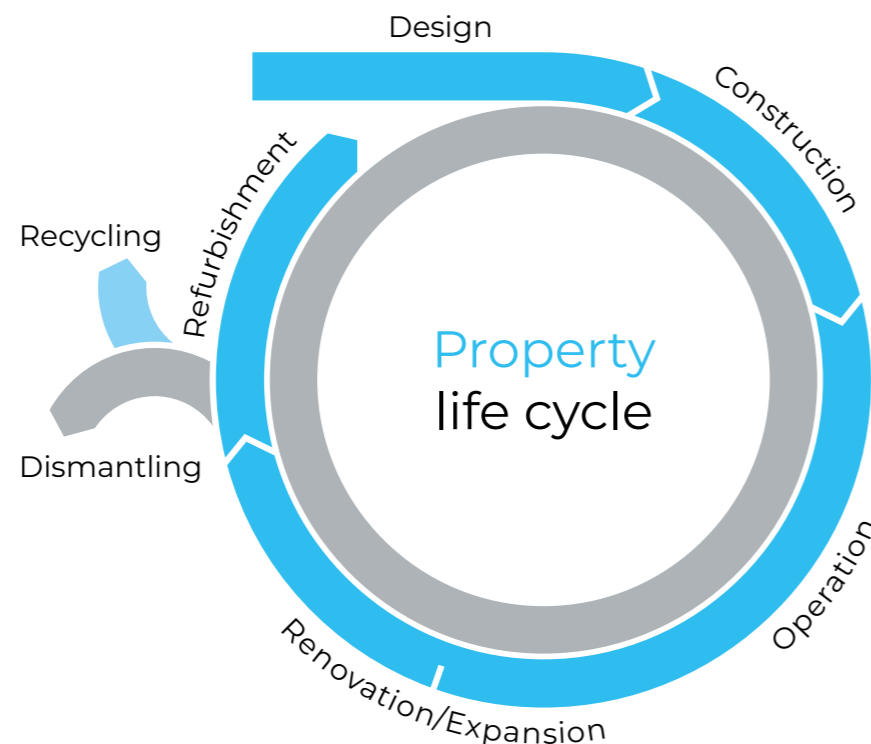 Design
Construction
Recycling
Refurbishment
Property
life cycle
Dismantling
Operation
Renovation/Expansion